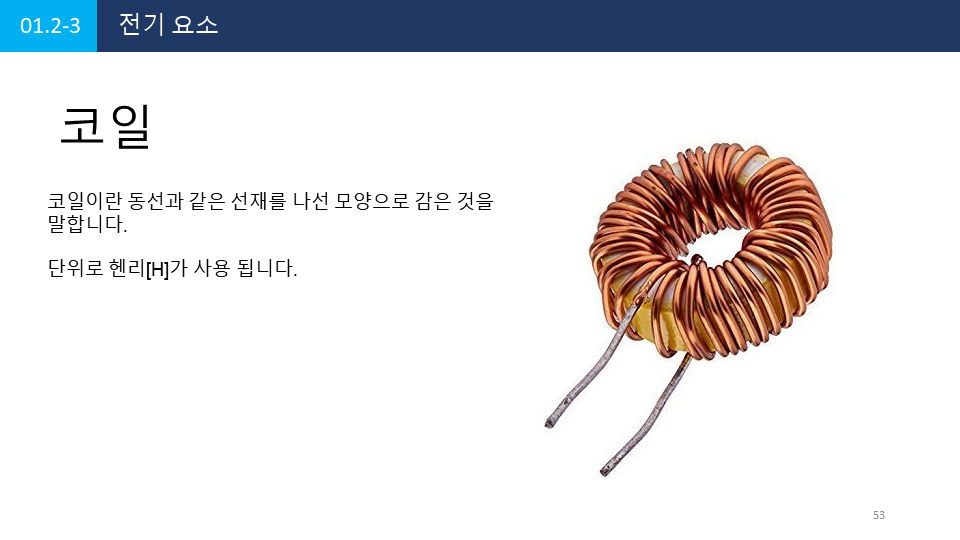 01.2-3 전기 요소
코일
코일이란 동선과 같은 선재를 나선 모양으로 감은 것을
말합니다.
단위로 헨리[H]가 사용 됩니다.
53